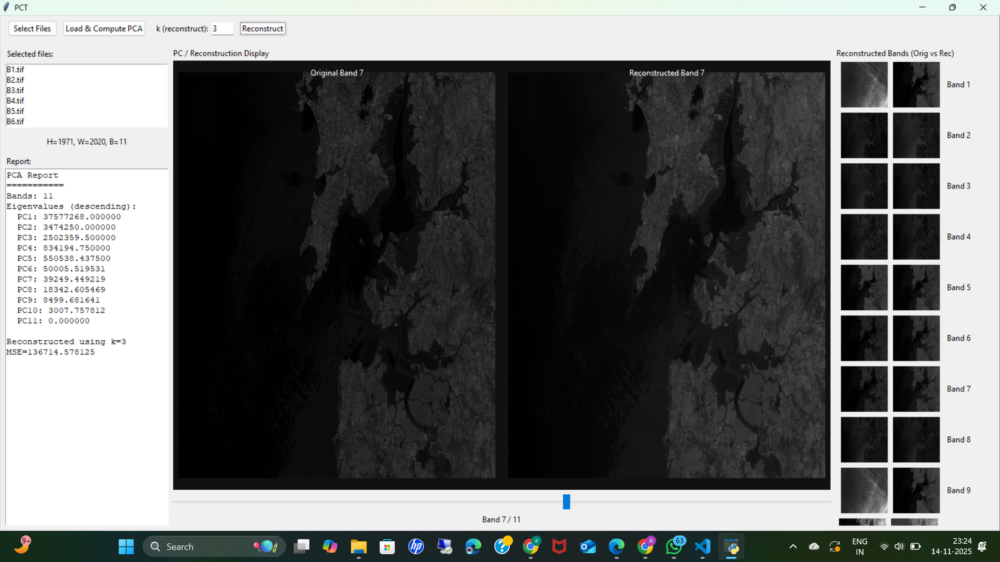 PCT
Select Files
Load & Compute PCA
k (reconstruct):
3
Reconstruct
Selected files:
B1.tif
B2.tif
B3.tif
B4.tif
B5.tif
B6.tif
H=1971, W=2020, B=11
Report:
PCA Report
===========
Bands: 11
Eigenvalues (descending):
PC1: 37577268.000000
PC2: 3474250.000000
PC3: 2502359.500000
PC4: 834194.750000
PC5: 550538.437500
PC6: 50005.519531
PC7: 39249.449219
PC8: 18342.605469
PC9: 8499.681641
PC10: 3007.757812
PC11: 0.000000
Reconstructed using k=3
MSE=136714.578125
PC / Reconstruction Display
Original Band 7
Reconstructed Band 7
Band 7 / 11
Reconstructed Bands (Orig vs Rec)
Band 1
Band 2
Band 3
Band 4
Band 5
Band 6
Band 7
Band 8
Band 9
9+
Search
hp
a
A
63
ENG
IN
23:24
14-11-2025